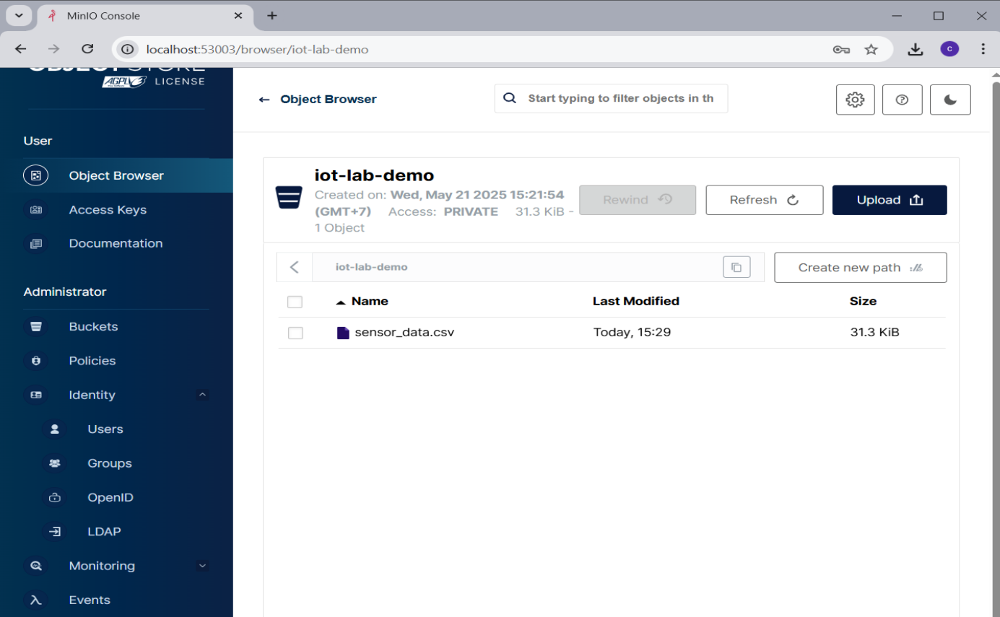 MinIO Console
localhost:53003/browser/iot-lab-demo
C
OBJECT STORE
AGPLv3 LICENSE
User
Object Browser
Access Keys
Documentation
Administrator
Buckets
Policies
Identity
Users
Groups
OpenID
LDAP
Monitoring
Events
← Object Browser
Start typing to filter objects in th
iot-lab-demo
Created on: Wed, May 21 2025 15:21:54
(GMT+7) Access: PRIVATE 31.3 KiB -
1 Object
Rewind
Refresh
Upload
iot-lab-demo
Create new path
Name Last Modified Size
sensor_data.csv Today, 15:29 31.3 KiB